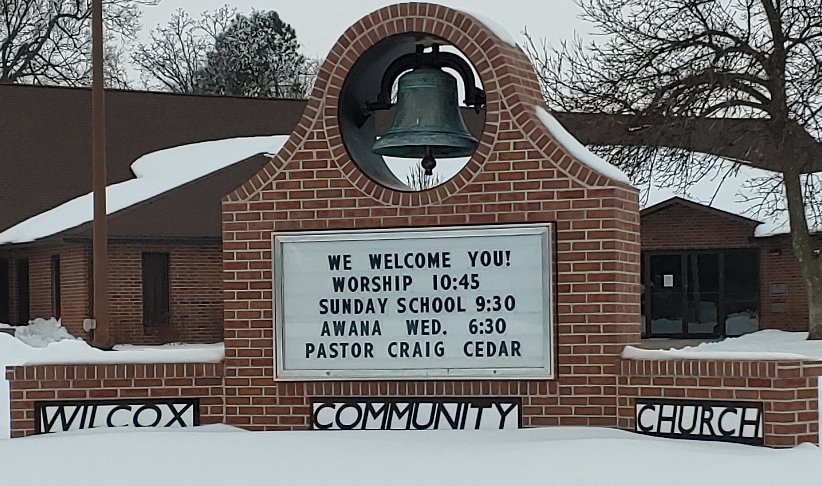 WE WELCOME YOU!
WORSHIP 10:45
SUNDAY SCHOOL 9:30
AWANA WED. 6:30
PASTOR CRAIG CEDAR
WILCOX COMMUNITY CHURCH